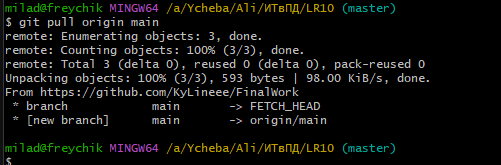 milad@freychik MINGW64 /a/Ycheba/Ali/ИТвПД/LR10 (master)
$ git pull origin main
remote: Enumerating objects: 3, done.
remote: Counting objects: 100% (3/3), done.
remote: Total 3 (delta 0), reused 0 (delta 0), pack-reused 0
Unpacking objects: 100% (3/3), 593 bytes | 98.00 KiB/s, done.
From https://github.com/KyLineee/FinalWork
 * branch            main       -> FETCH_HEAD
 * [new branch]      main       -> origin/main

milad@freychik MINGW64 /a/Ycheba/Ali/ИТвПД/LR10 (master)
$